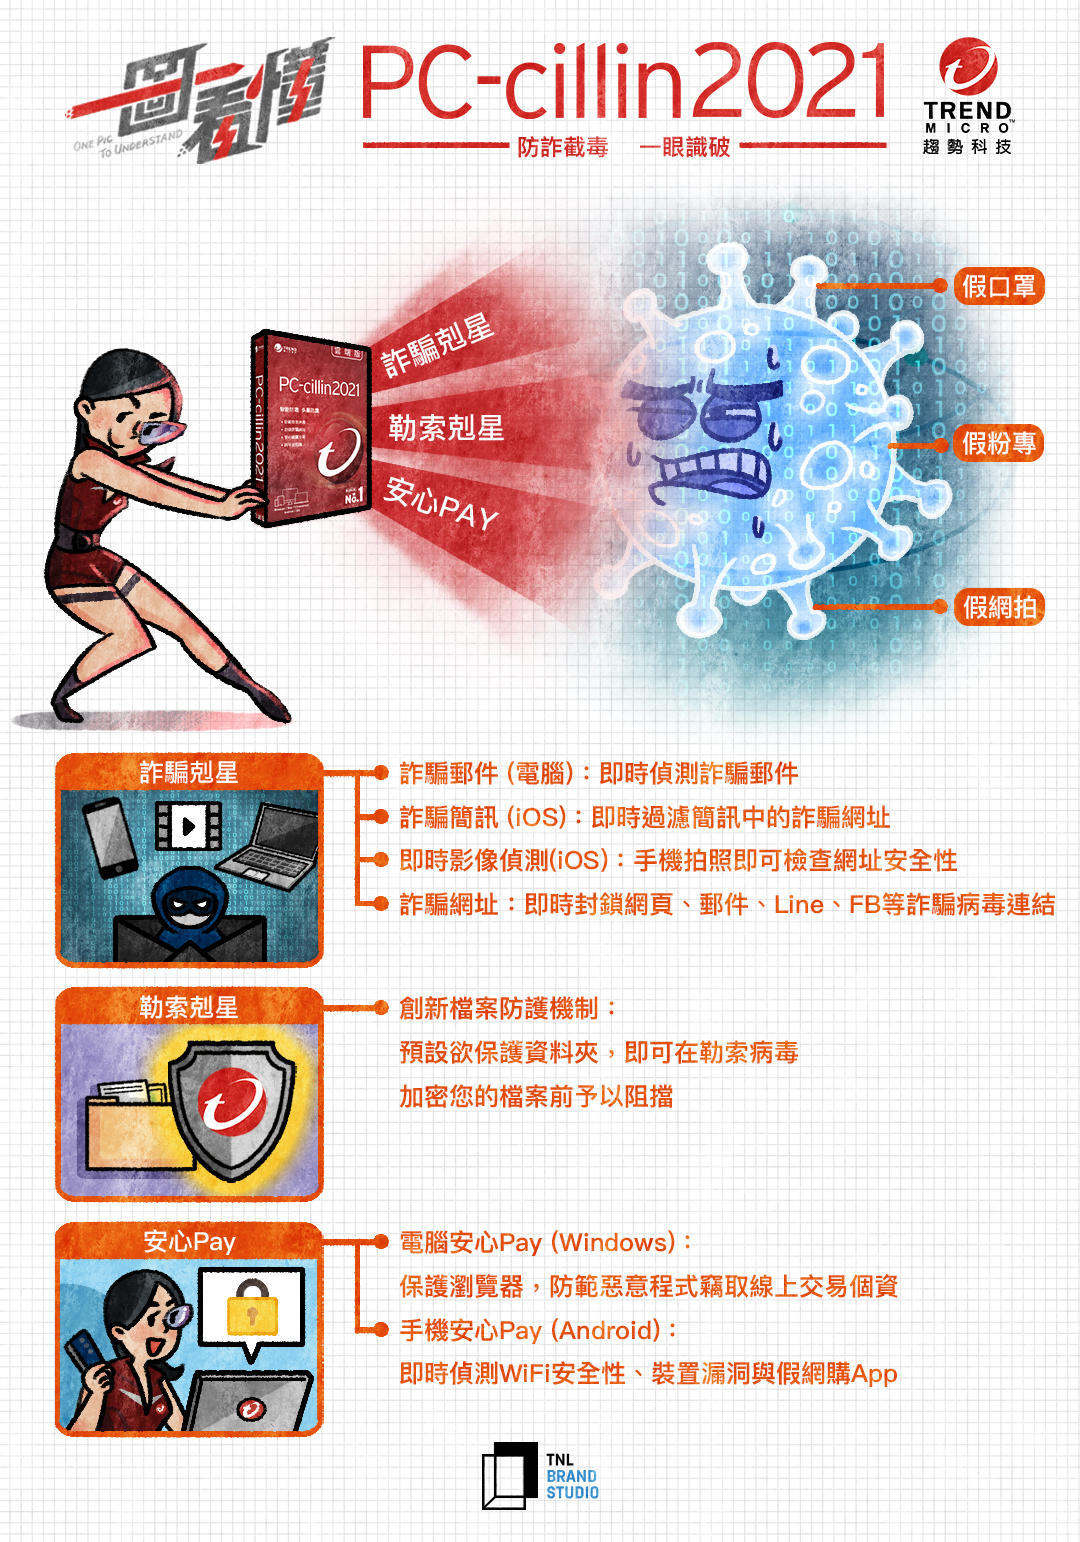 一圖看懂
ONE PIC
TO UNDERSTAND
PC-cillin2021
防詐截毒 一眼識破
TREND
MICRO™
趨勢科技
假口罩
詐騙剋星
雲端版
PC-cillin2021
PC-cillin2021
勒索剋星
假粉專
安心PAY
No.1
假網拍
詐騙剋星
詐騙郵件 (電腦)：即時偵測詐騙郵件
詐騙簡訊 (iOS)：即時過濾簡訊中的詐騙網址
即時影像偵測(iOS)：手機拍照即可檢查網址安全性
詐騙網址：即時封鎖網頁、郵件、Line、FB等詐騙病毒連結
勒索剋星
創新檔案防護機制：
預設欲保護資料夾，即可在勒索病毒
加密您的檔案前予以阻擋
安心Pay
電腦安心Pay (Windows)：
保護瀏覽器，防範惡意程式竊取線上交易個資
手機安心Pay (Android)：
即時偵測WiFi安全性、裝置漏洞與假網購App
TNL
BRAND
STUDIO